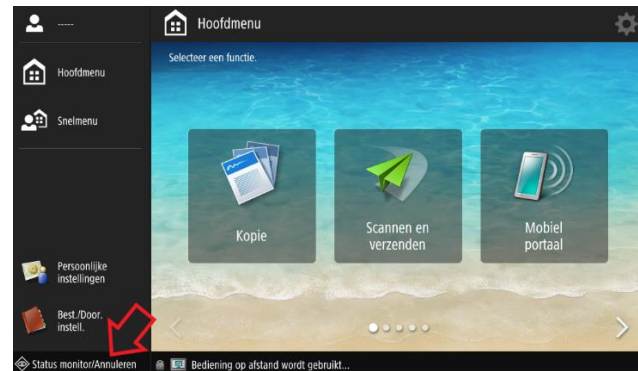 -----
Hoofdmenu
Hoofdmenu
Selecteer een functie.
Snelmenu
Kopie
Scannen en
verzenden
Mobiel
portaal
Persoonlijke
instellingen
Best./Door.
instell.
Status monitor/Annuleren
Bediening op afstand wordt gebruikt...